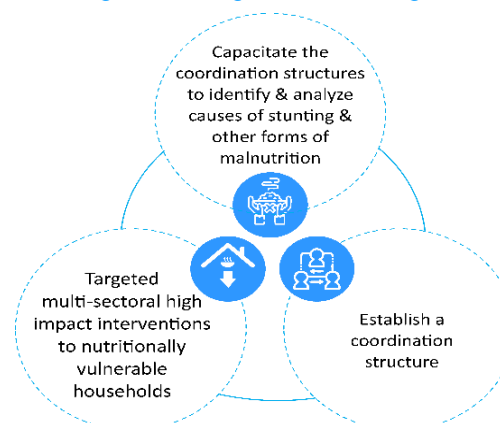 Capacitate the
coordination structures
to identify & analyze
causes of stunting &
other forms of
malnutrition
Targeted
multi-sectoral high
impact interventions
to nutritionally
vulnerable
households
Establish a
coordination
structure